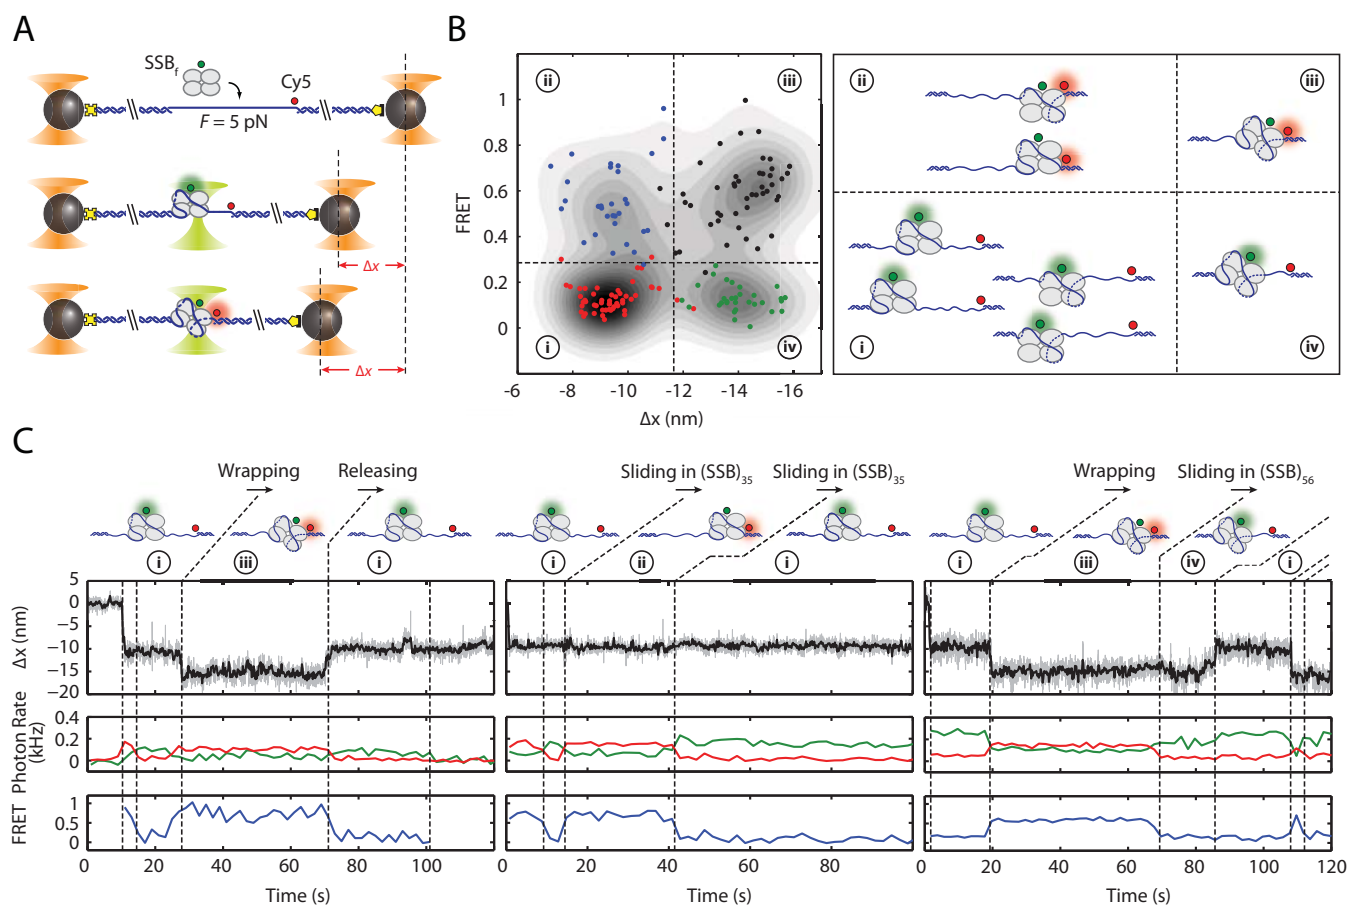 A
SSBf
Cy5
F = 5 pN
Δx
Δx
B
ii
iii
i
iv
FRET
1
0.8
0.6
0.4
0.2
0
-6
-8
-10
-12
-14
-16
Δx (nm)
ii
iii
i
iv
C
Wrapping
Releasing
Sliding in (SSB)35
Sliding in (SSB)35
Wrapping
Sliding in (SSB)56
i
iii
i
i
ii
i
i
iii
iv
i
Δx (nm)
5
0
−5
−10
−15
−20
Photon Rate
(kHz)
0.4
0.2
0
FRET
1
0.5
0
0
20
40
60
80
100
0
20
40
60
80
0
20
40
60
80
100
120
Time (s)
Time (s)
Time (s)